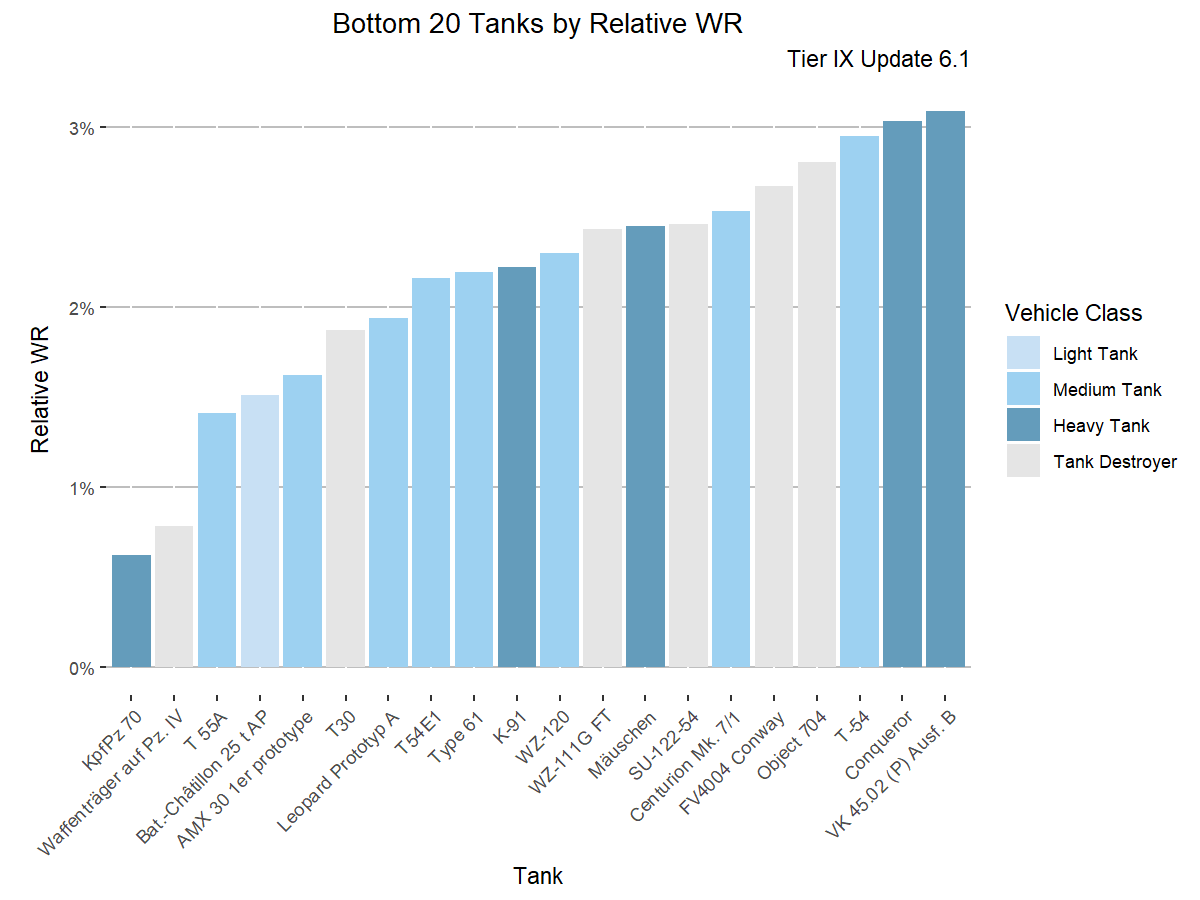 Bottom 20 Tanks by Relative WR
Tier IX Update 6.1
Relative WR
3%
2%
1%
0%
KpfPz 70
Waffenträger auf Pz. IV
T 55A
Bat.-Châtillon 25 t AP
AMX 30 1er prototype
T30
Leopard Prototyp A
T54E1
Type 61
K-91
WZ-120
WZ-111G FT
Mäuschen
SU-122-54
Centurion Mk. 7/1
FV4004 Conway
Object 704
T-54
Conqueror
VK 45.02 (P) Ausf. B
Tank
Vehicle Class
Light Tank
Medium Tank
Heavy Tank
Tank Destroyer